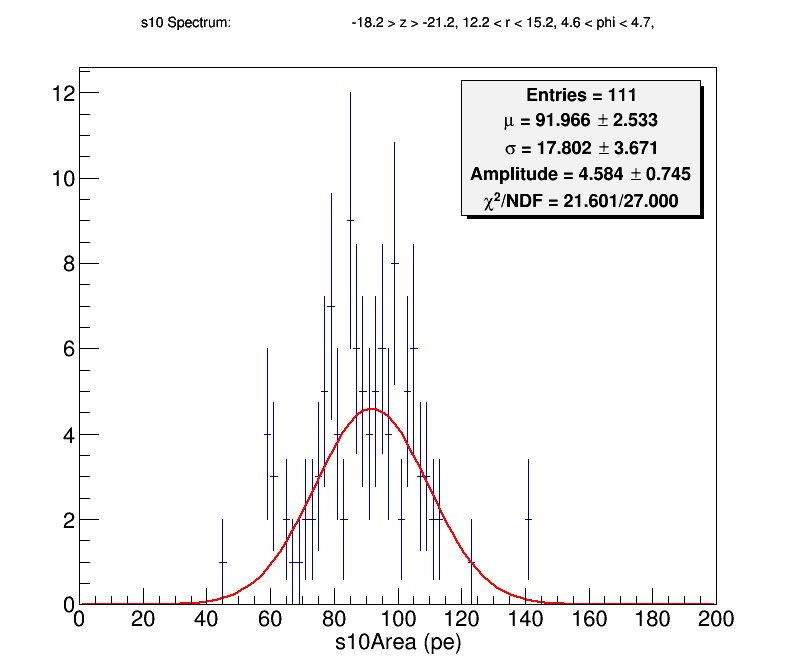 s10 Spectrum: -18.2 > z > -21.2, 12.2 < r < 15.2, 4.6 < phi < 4.7,
Entries = 111
μ = 91.966 ± 2.533
σ = 17.802 ± 3.671
Amplitude = 4.584 ± 0.745
χ²/NDF = 21.601/27.000
12
10
8
6
4
2
0
0 20 40 60 80 100 120 140 160 180 200
s10Area (pe)